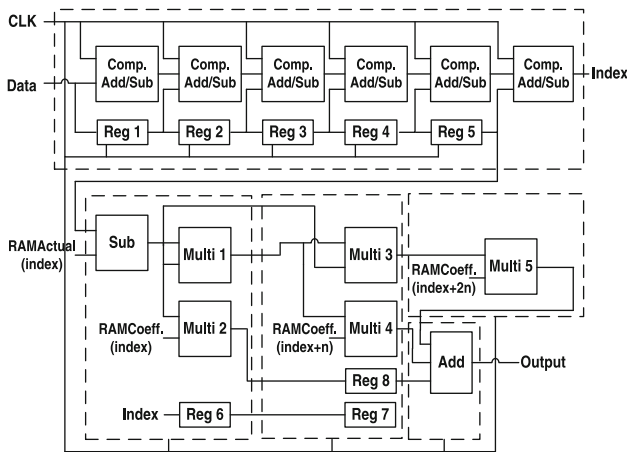 CLK
Data
Comp.
Add/Sub
Comp.
Add/Sub
Comp.
Add/Sub
Comp.
Add/Sub
Comp.
Add/Sub
Comp.
Add/Sub
Index
Reg 1
Reg 2
Reg 3
Reg 4
Reg 5
RAMActual
(index)
Sub
Multi 1
Multi 3
RAMCoeff.
(index+2n)
Multi 5
RAMCoeff.
(index)
Multi 2
RAMCoeff.
(index+n)
Multi 4
Add
Output
Reg 8
Index
Reg 6
Reg 7